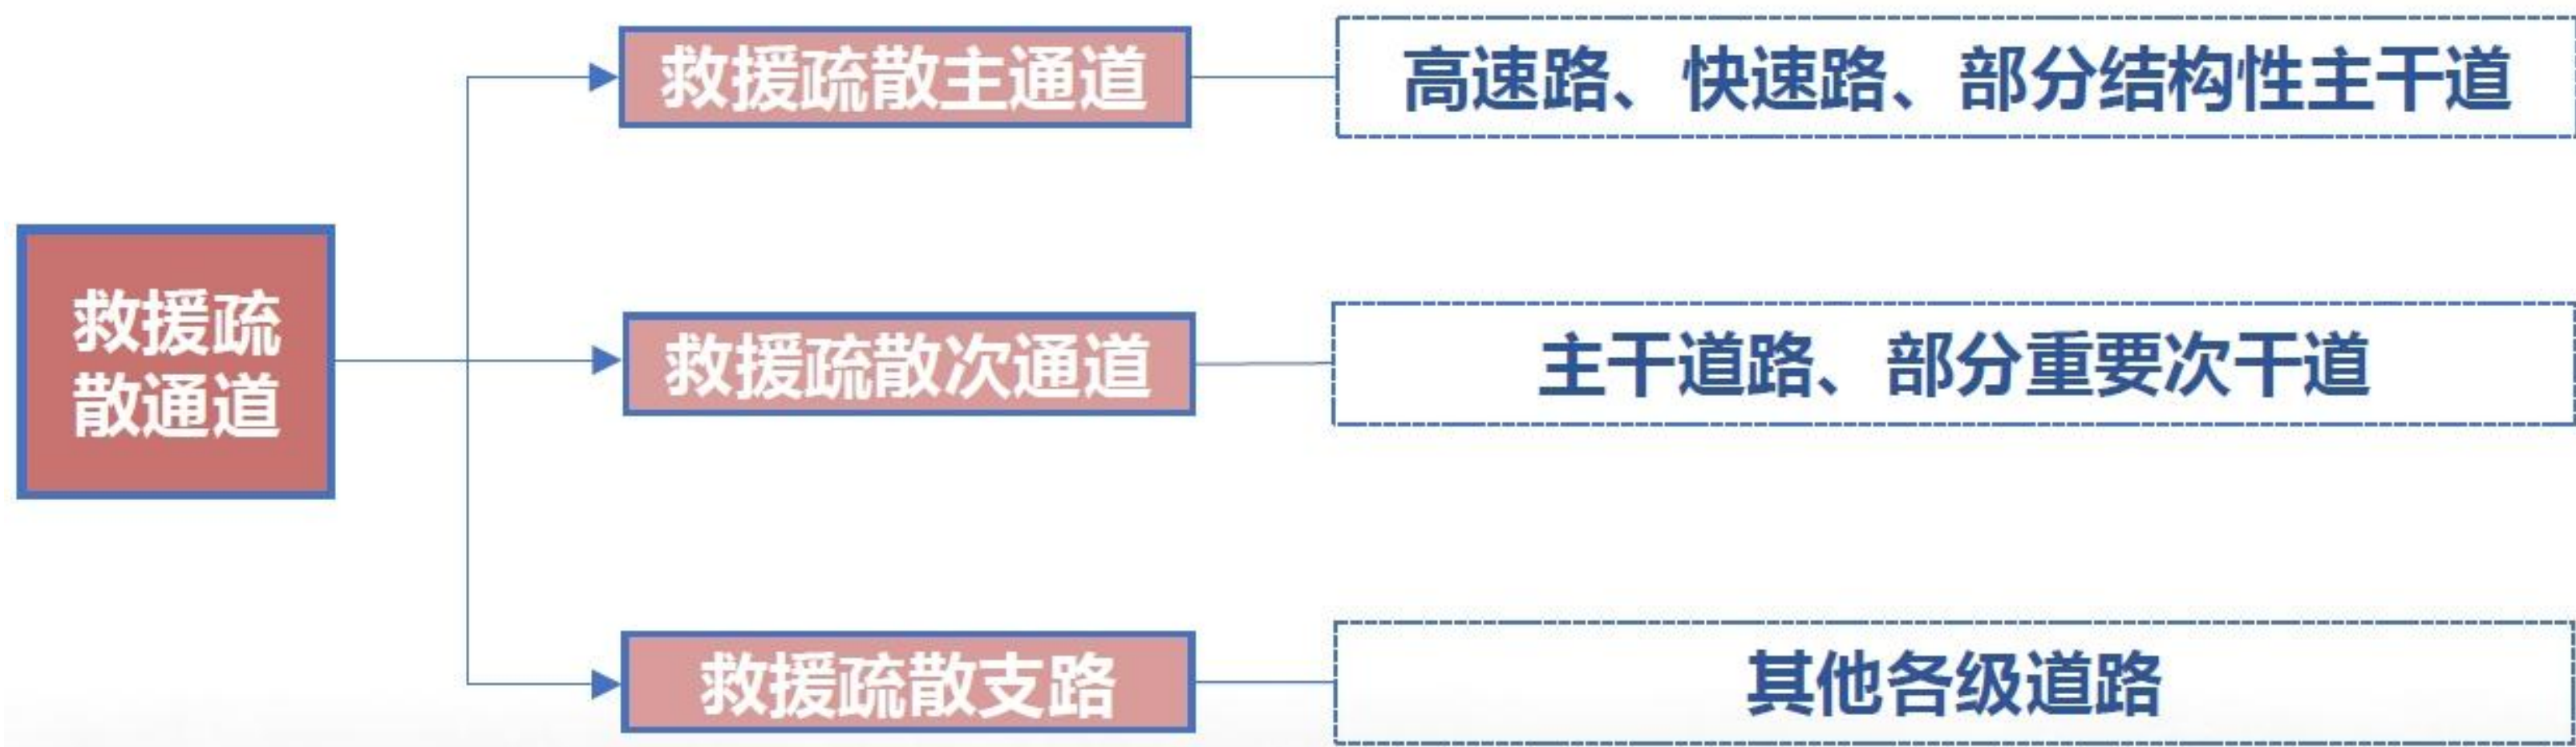 救援疏散主通道
高速路、快速路、部分结构性主干道
救援疏
散通道
救援疏散次通道
主干道路、部分重要次干道
救援疏散支路
其他各级道路